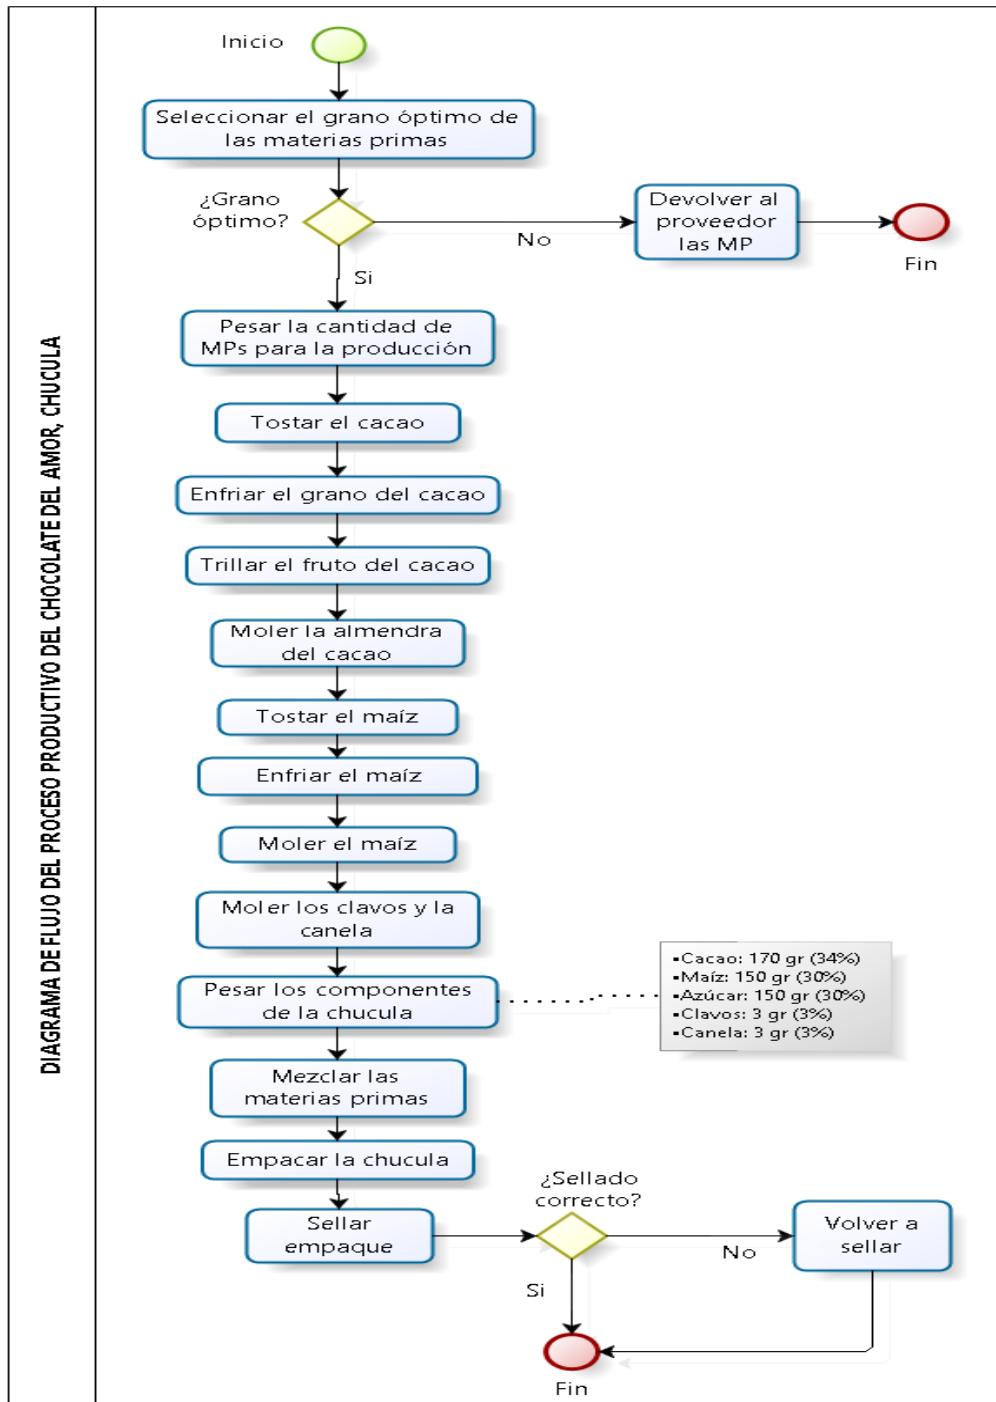 DIAGRAMA DE FLUJO DEL PROCESO PRODUCTIVO DEL CHOCOLATE DEL AMOR, CHUCULA
Inicio
Seleccionar el grano óptimo de
las materias primas
¿Grano
óptimo?
No
Devolver al
proveedor
las MP
Fin
Si
Pesar la cantidad de
MPs para la producción
Tostar el cacao
Enfriar el grano del cacao
Trillar el fruto del cacao
Moler la almendra
del cacao
Tostar el maíz
Enfriar el maíz
Moler el maíz
Moler los clavos y la
canela
Pesar los componentes
de la chucula
▪Cacao: 170 gr (34%)
▪Maíz: 150 gr (30%)
▪Azúcar: 150 gr (30%)
▪Clavos: 3 gr (3%)
▪Canela: 3 gr (3%)
Mezclar las
materias primas
Empacar la chucula
Sellar
empaque
¿Sellado
correcto?
No
Volver a
sellar
Si
Fin